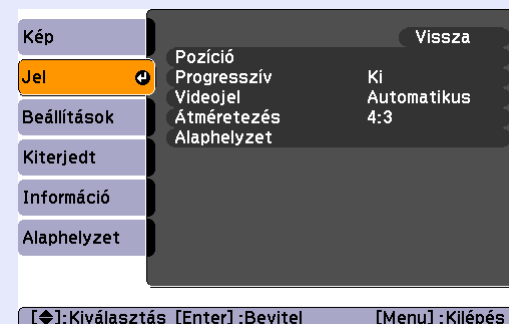 Kép
Jel
Beállítások
Kiterjedt
Információ
Alaphelyzet
Vissza
Pozíció
Progresszív Ki
Videojel Automatikus
Átméretezés 4:3
Alaphelyzet
[◆]:Kiválasztás [Enter]:Bevitel [Menu]:Kilépés